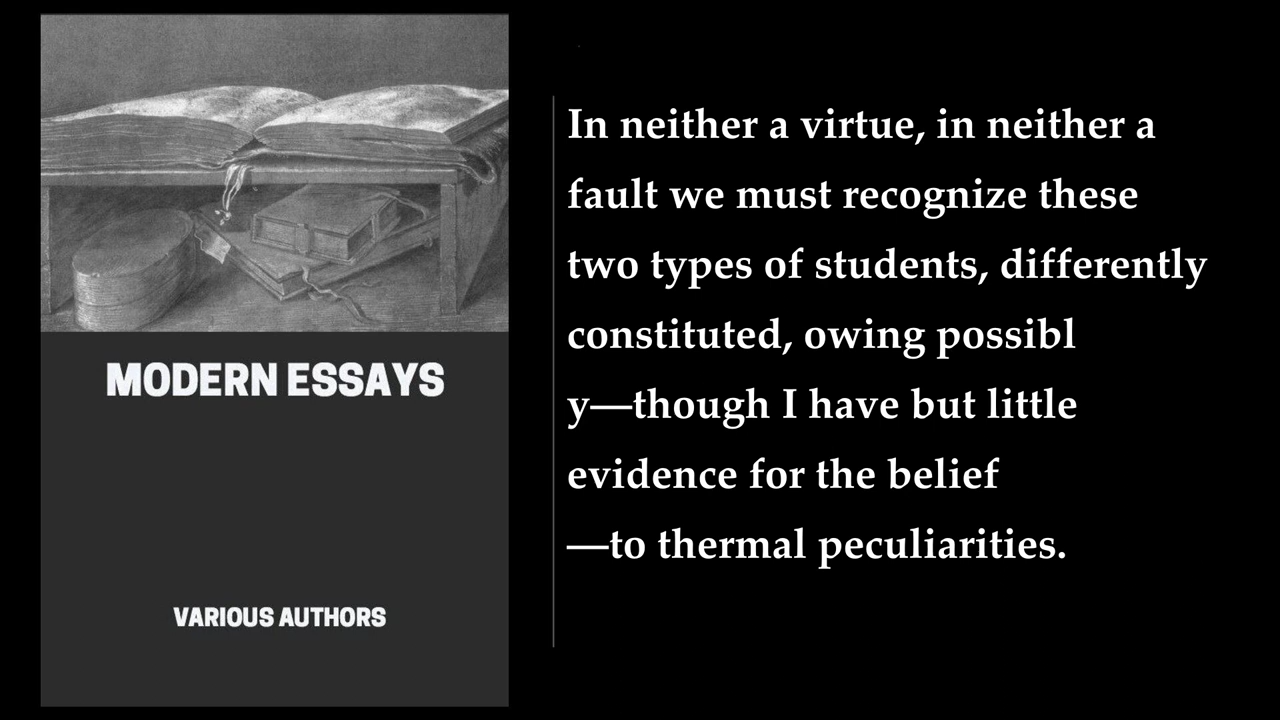 MODERN ESSAYS
VARIOUS AUTHORS
In neither a virtue, in neither a
fault we must recognize these
two types of students, differently
constituted, owing possibl
y—though I have but little
evidence for the belief
—to thermal peculiarities.